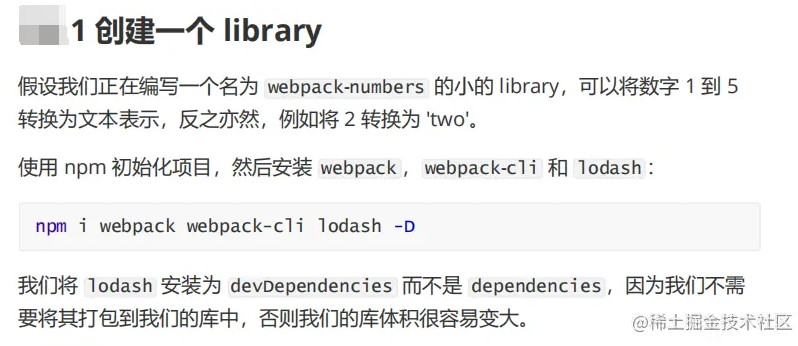 1 创建一个 library
假设我们正在编写一个名为 webpack-numbers 的小的 library，可以将数字 1 到 5
转换为文本表示，反之亦然，例如将 2 转换为 'two'。
使用 npm 初始化项目，然后安装 webpack，webpack-cli 和 lodash：
npm i webpack webpack-cli lodash -D
我们将 lodash 安装为 devDependencies 而不是 dependencies，因为我们不需
要将其打包到我们的库中，否则我们的库体积很容易变大。
@稀土掘金技术社区